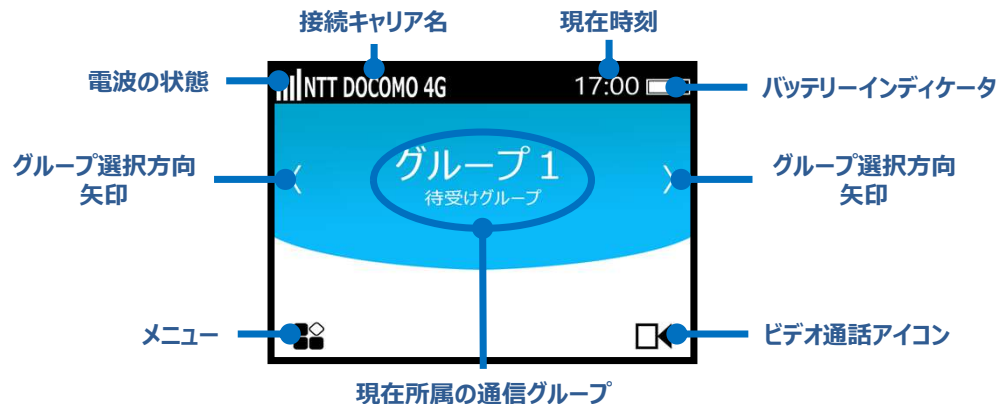 接続キャリア名
現在時刻
電波の状態
NTT DOCOMO 4G
17:00
バッテリーインディケータ
グループ選択方向
矢印
グループ 1
待受けグループ
グループ選択方向
矢印
メニュー
ビデオ通話アイコン
現在所属の通信グループ